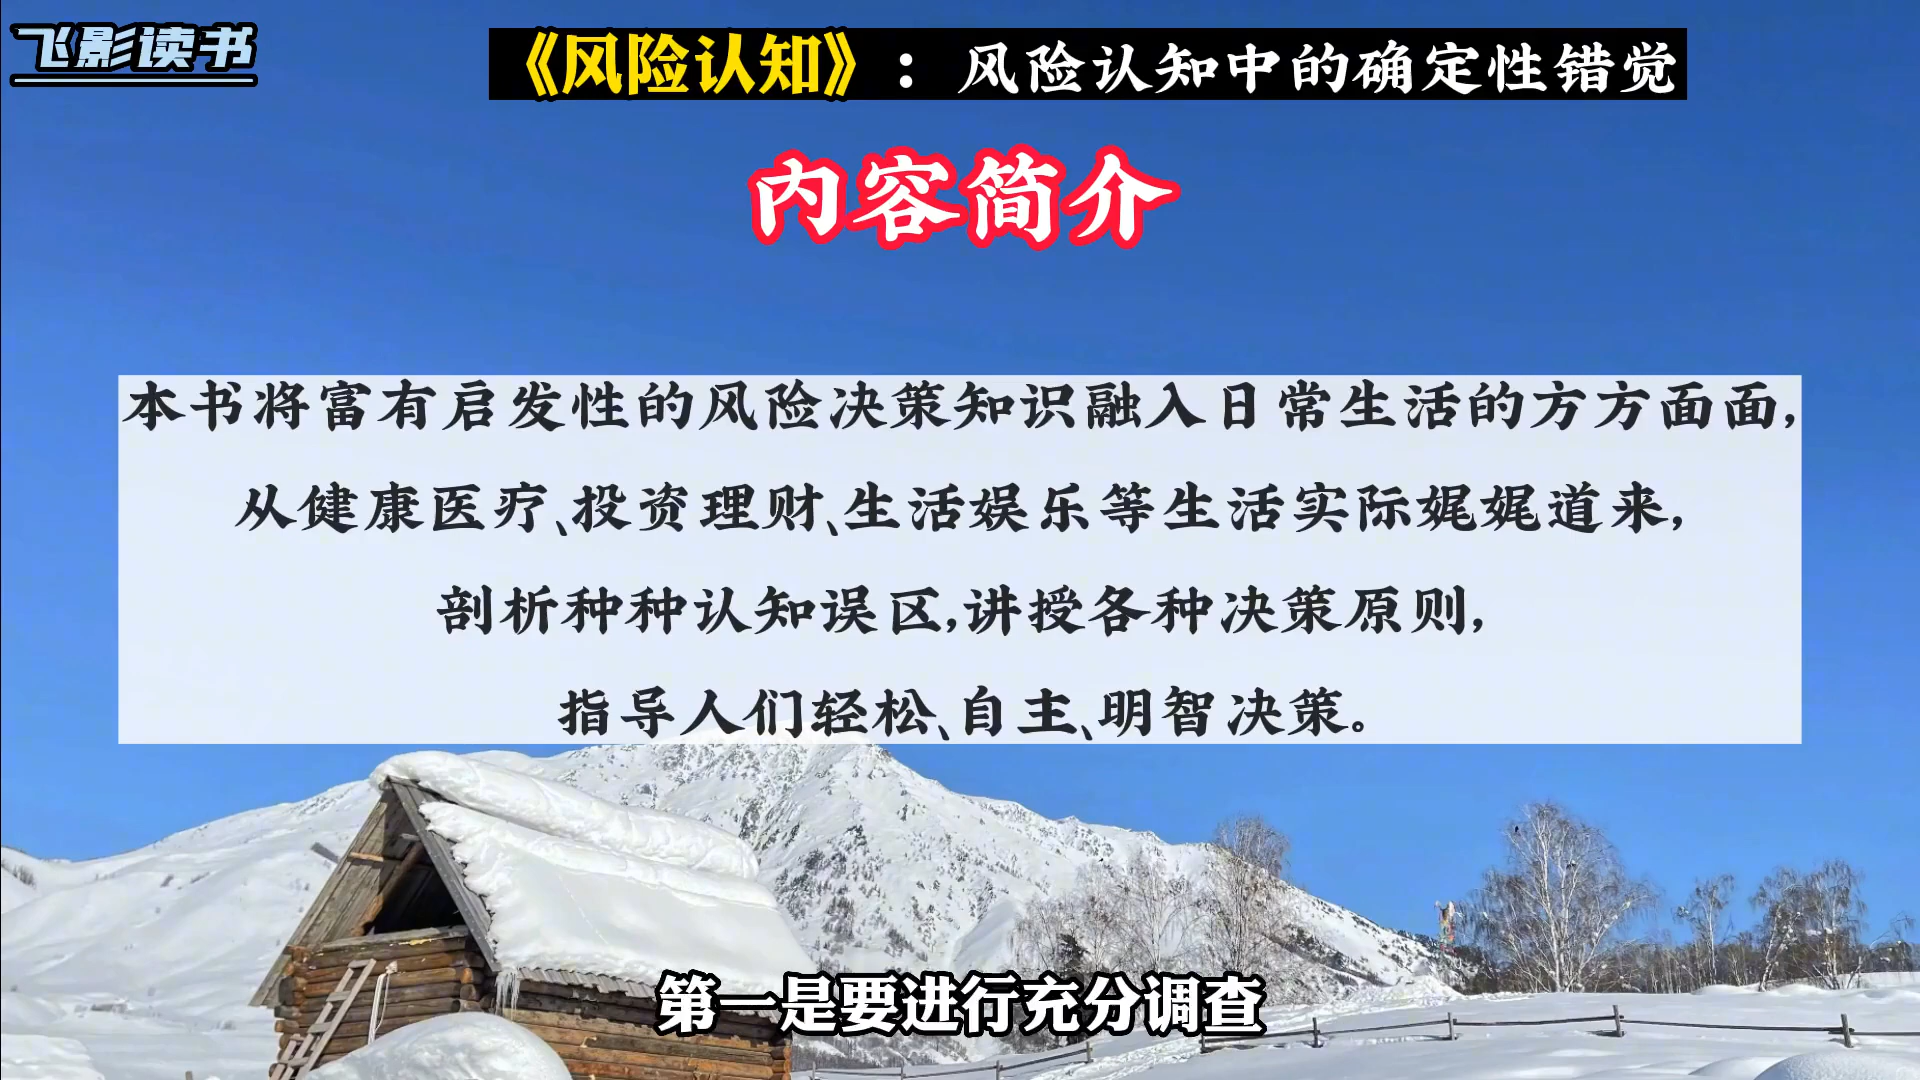 飞影读书
《风险认知》：风险认知中的确定性错觉
内容简介
本书将富有启发性的风险决策知识融入日常生活的方方面面，
从健康医疗、投资理财、生活娱乐等生活实际娓娓道来，
剖析种种认知误区，讲授各种决策原则，
指导人们轻松、自主、明智决策。
第一是要进行充分调查